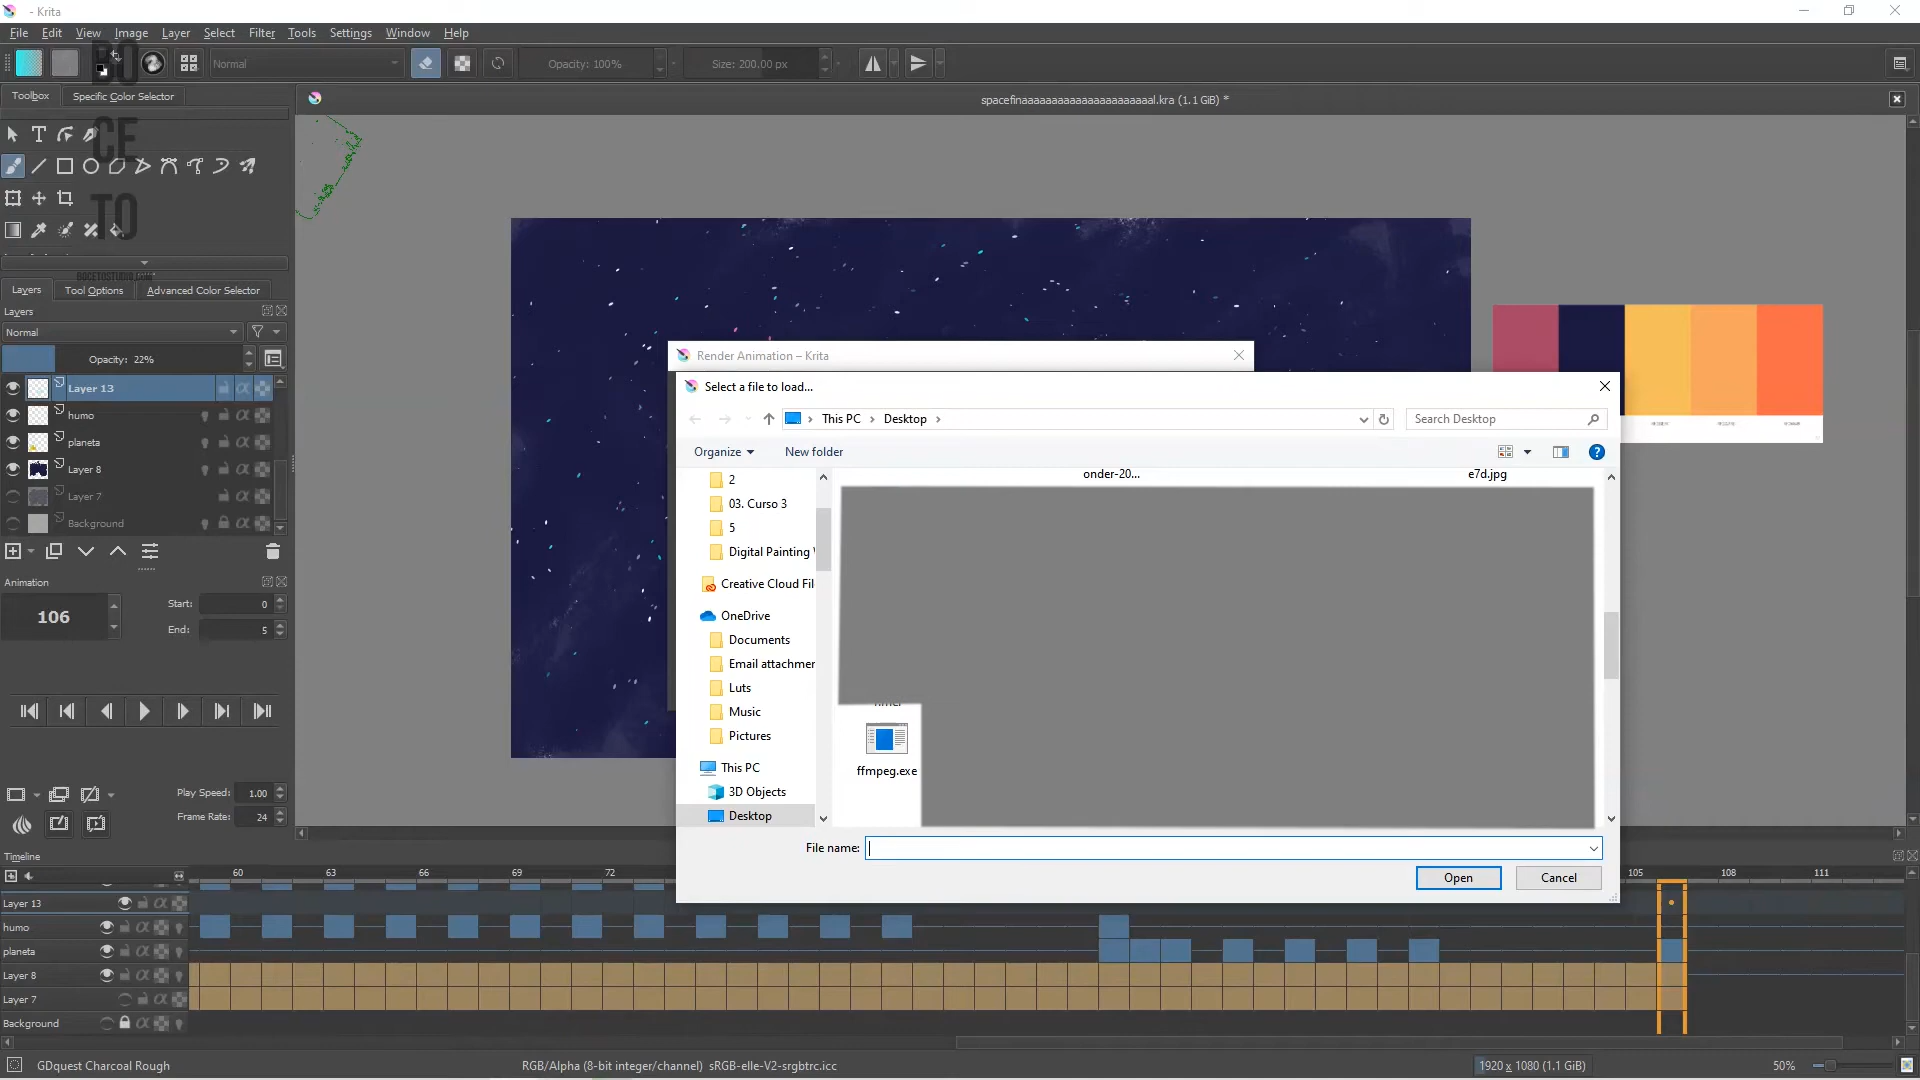 - Krita
File Edit View Image Layer Select Filter Tools Settings Window Help
Normal
Opacity: 100%
Size: 200.00 px
BO
CE
TO
BOCETOSTUDIO.COM
Toolbox
Specific Color Selector
spacefinaaaaaaaaaaaaaaaaaaaaaal.kra (1.1 GiB) *
Layers
Tool Options
Advanced Color Selector
Layers
Normal
Opacity: 22%
Layer 13
humo
planeta
Layer 8
Layer 7
Background
Animation
106
Start: 0
End: 5
Play Speed: 1.00
Frame Rate: 24
Render Animation – Krita
Select a file to load...
This PC
Desktop
Search Desktop
Organize
New folder
2
03. Curso 3
5
Digital Painting
Creative Cloud Fil
OneDrive
Documents
Email attachmer
Luts
Music
Pictures
This PC
3D Objects
Desktop
onder-20...
e7d.jpg
ffmpeg.exe
File name:
Open
Cancel
Timeline
60 63 66 69 72 105 108 111
Layer 13
humo
planeta
Layer 8
Layer 7
Background
GDquest Charcoal Rough
RGB/Alpha (8-bit integer/channel) sRGB-elle-V2-srgbtrc.icc
1920 x 1080 (1.1 GiB)
50%